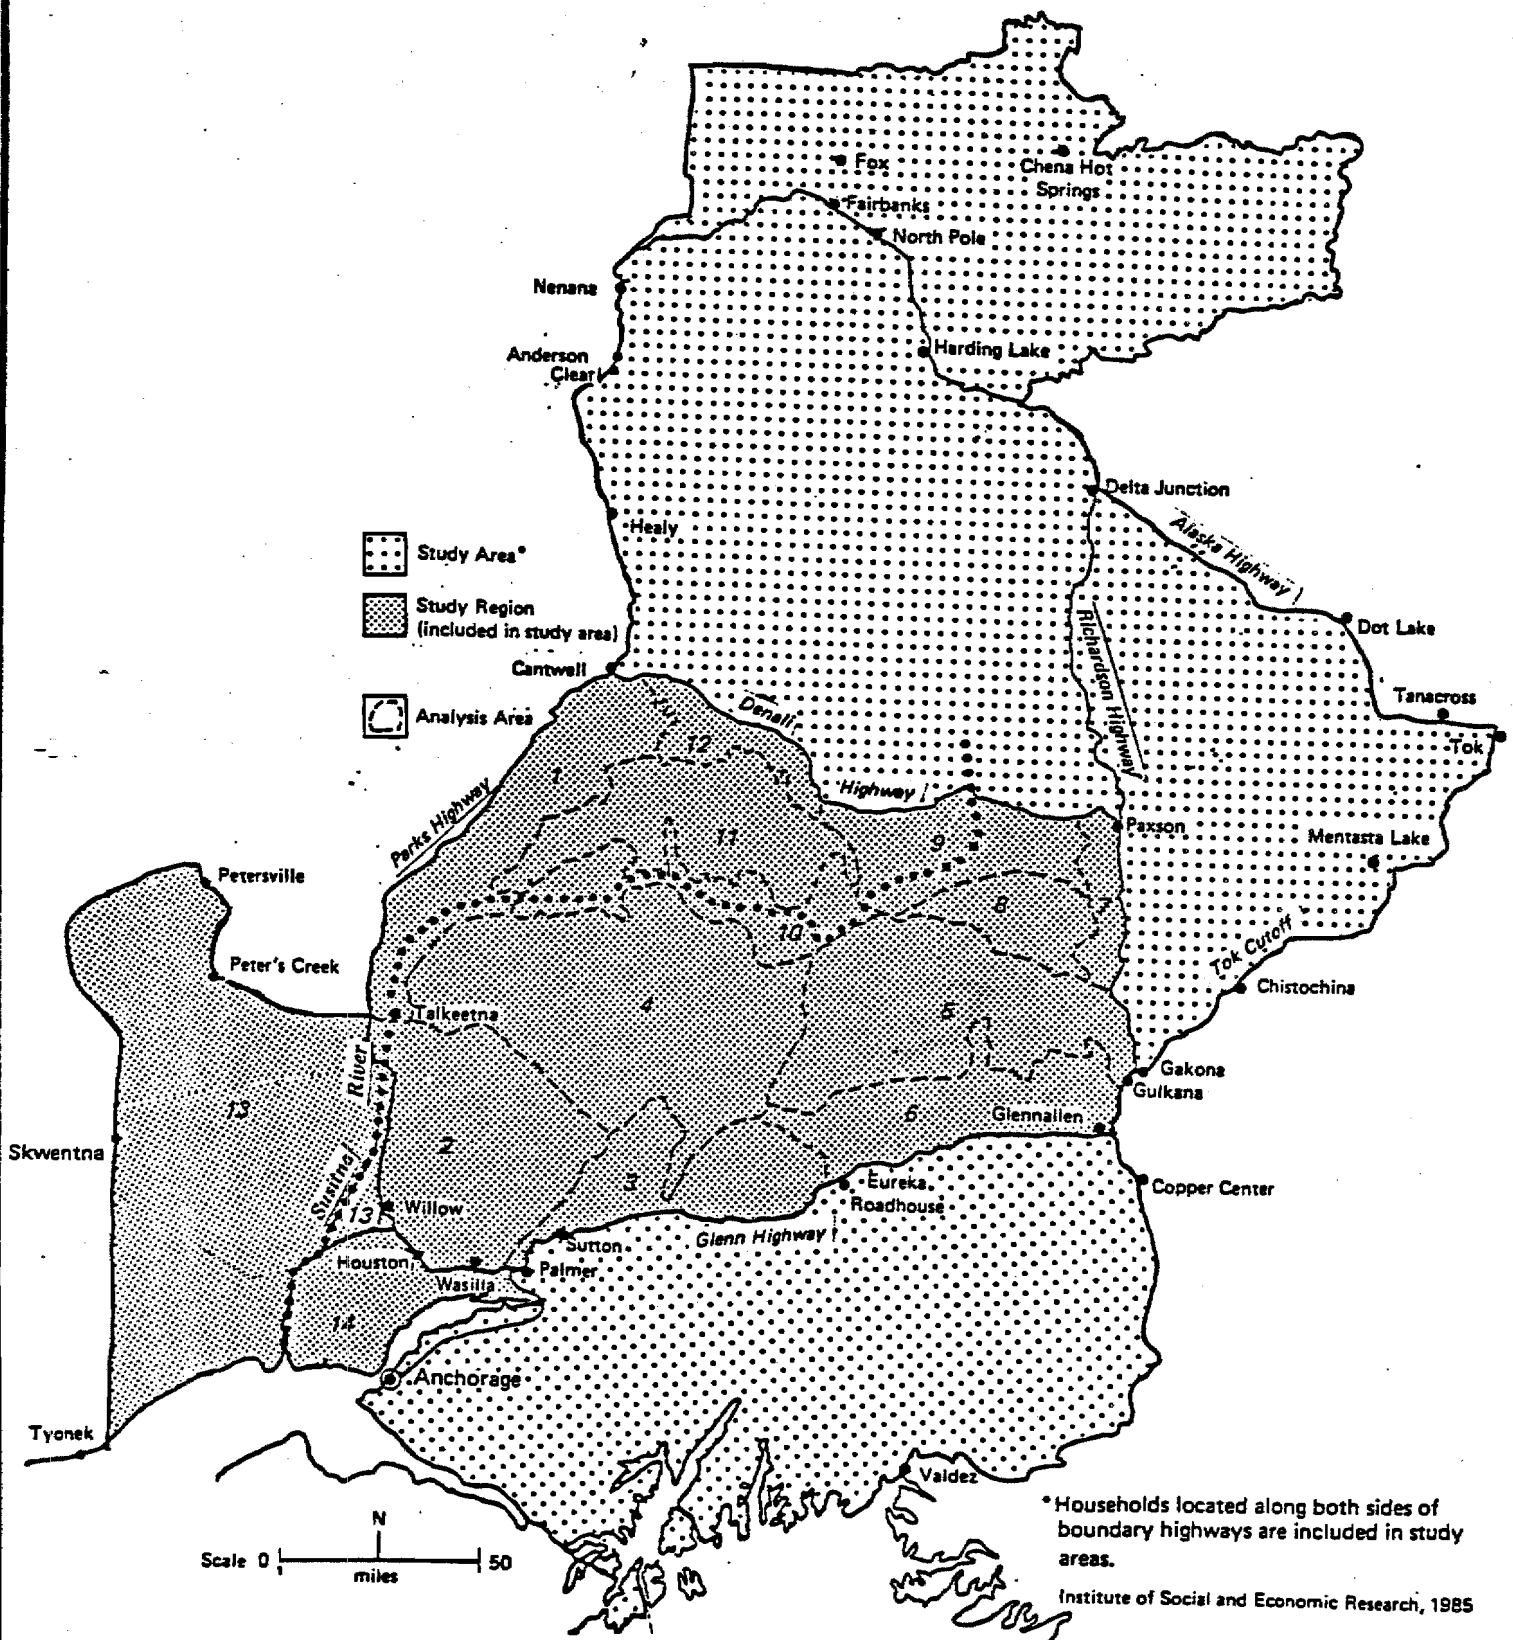 Fox
Chena Hot
Springs
Fairbanks
North Pole
Nenana
Harding Lake
Anderson
Clear
Delta Junction
Alaska Highway
Healy
Study Area*
Study Region
(included in study area)
Richardson Highway
Dot Lake
Cantwell
Tanacross
Analysis Area
Denali
Tok
12
1
Parks Highway
Highway
11
9
Paxson
Mentasta Lake
Petersville
8
10
Tok Cutoff
Peter's Creek
Chistochina
4
5
Talkeetna
River
Gakona
Gulkana
13
6
Glennallen
2
Skwentna
3
Susitna
Eureka
Roadhouse
Copper Center
13
Willow
Glenn Highway
Sutton
Houston
Palmer
Wasilla
14
Anchorage
Tyonek
Valdez
*Households located along both sides of
boundary highways are included in study
areas.
N
Scale 0 50
miles
Institute of Social and Economic Research, 1985